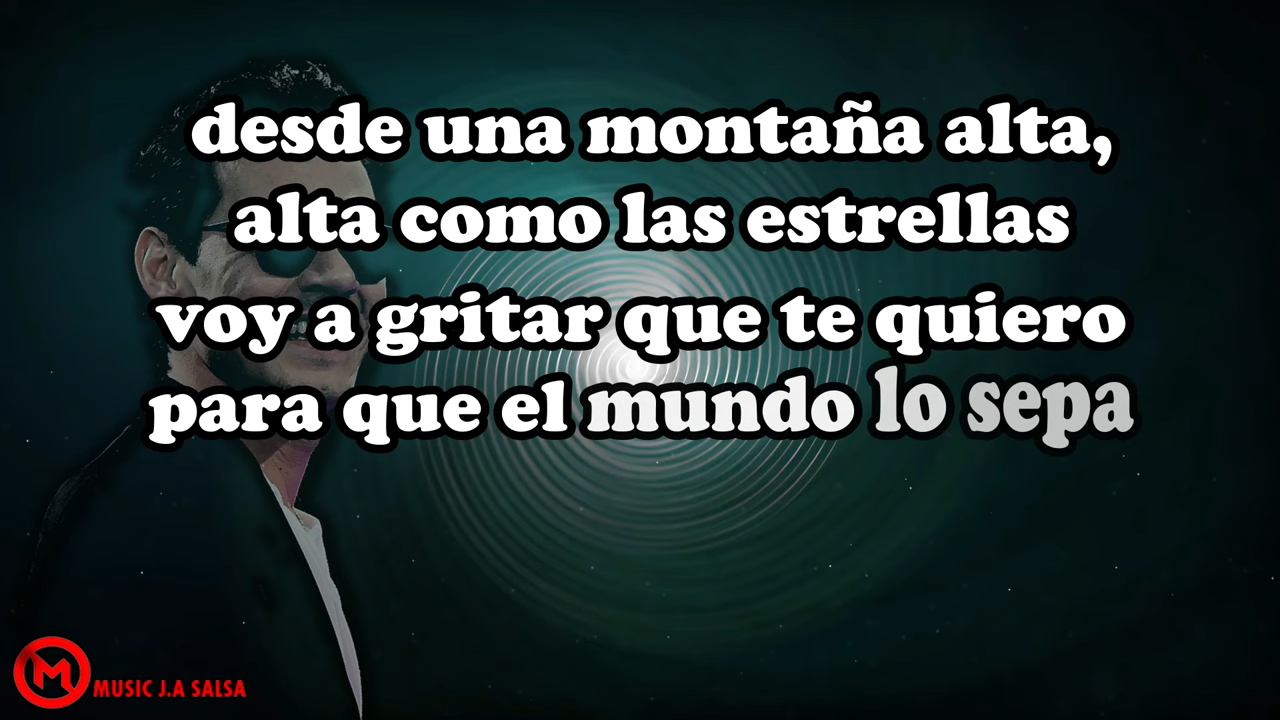 desde una montaña alta,
alta como las estrellas
voy a gritar que te quiero
para que el mundo lo sepa
M
MUSIC J.A SALSA